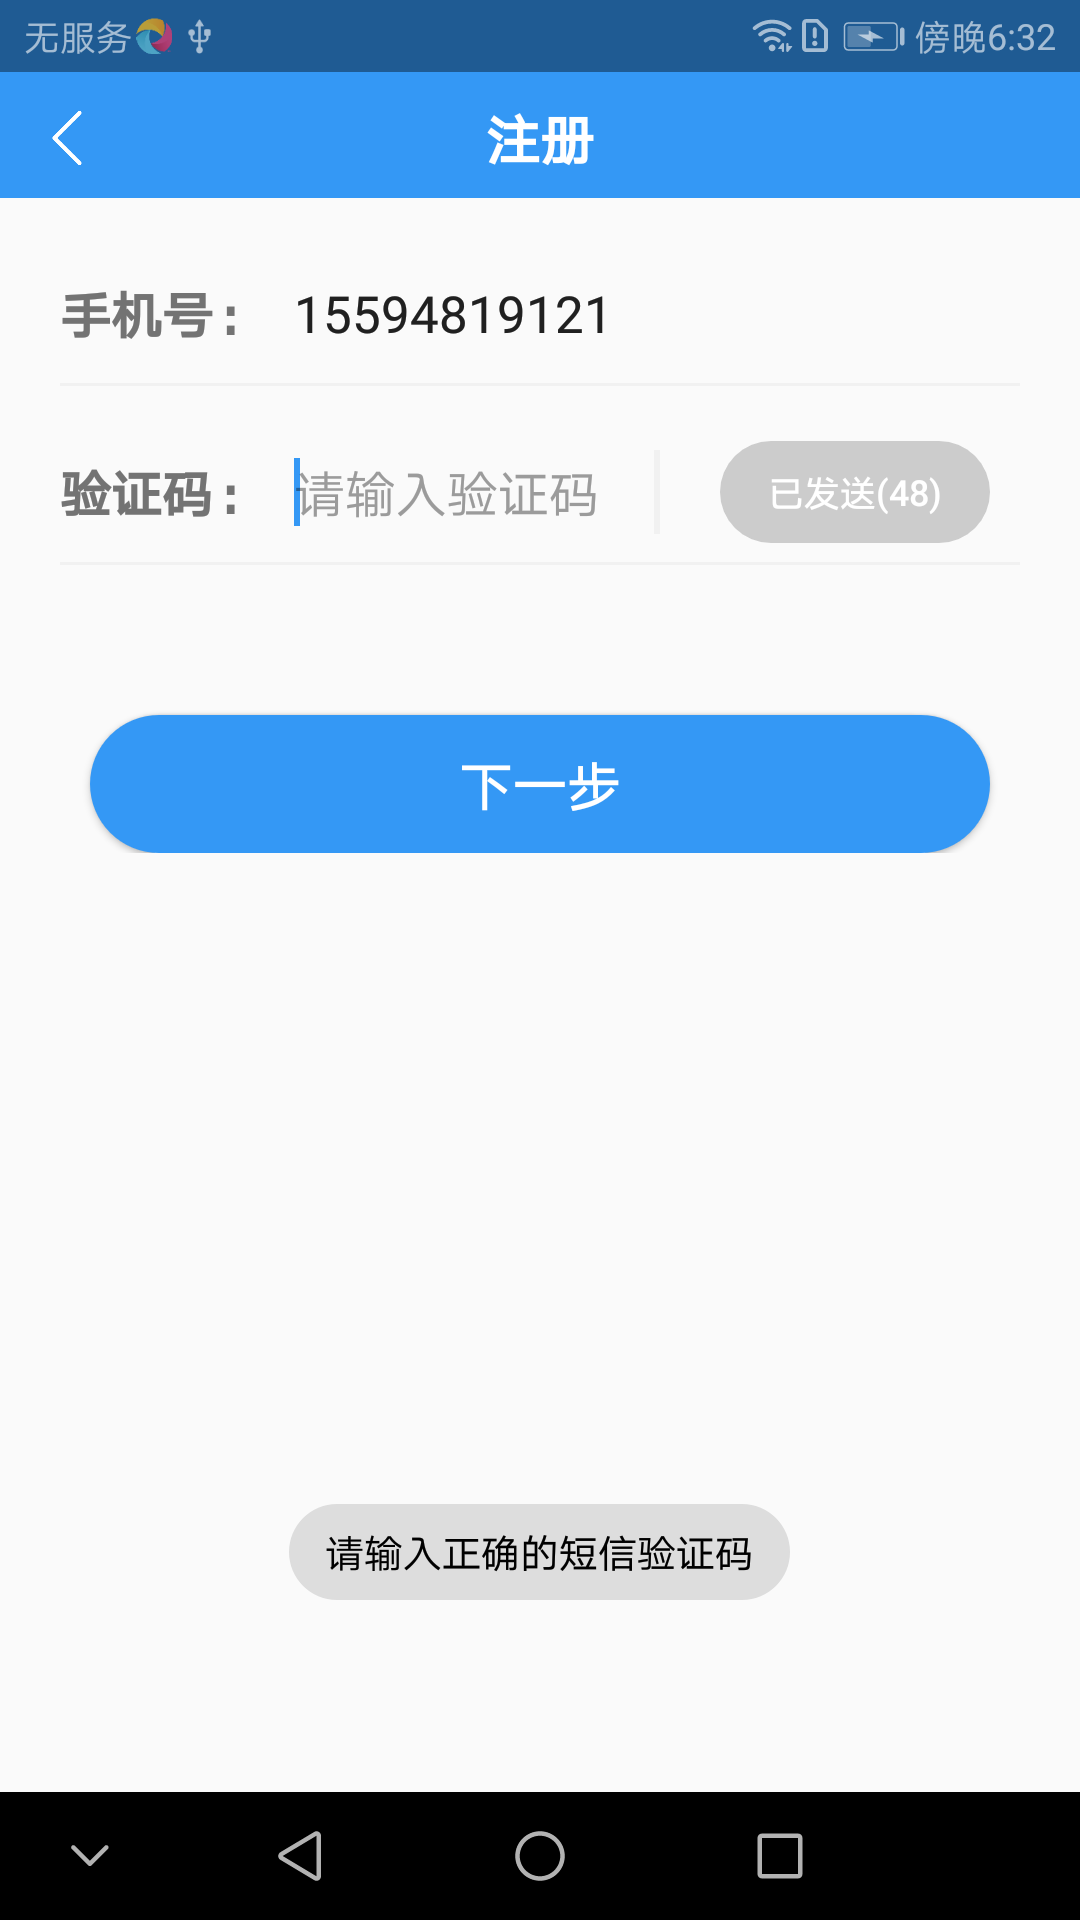 无服务 傍晚6:32
注册
手机号： 15594819121
验证码： 请输入验证码 已发送(48)
下一步
请输入正确的短信验证码